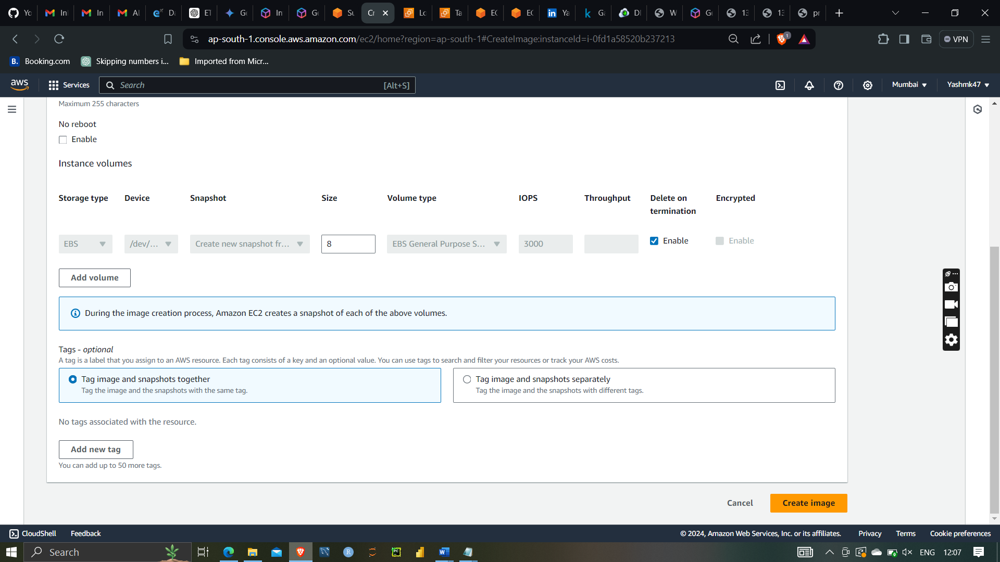 Yo
In
In
Al
Da
ET
Ge
In
Ge
Su
Cr
Lo
Ta
EC
EC
Ya
Ga
DI
W
Ge
13
13
pr
ap-south-1.console.aws.amazon.com/ec2/home?region=ap-south-1#CreateImage:instanceId=i-0fd1a58520b237213
1
VPN
B. Booking.com
Skipping numbers i...
Imported from Micr...
aws
Services
Search
[Alt+S]
Mumbai
Yashmk47
Maximum 255 characters
No reboot
Enable
Instance volumes
Storage type Device Snapshot Size Volume type IOPS Throughput Delete on termination Encrypted
EBS /dev/... Create new snapshot fr... 8 EBS General Purpose S... 3000 Enable Enable
Add volume
During the image creation process, Amazon EC2 creates a snapshot of each of the above volumes.
Tags - optional
A tag is a label that you assign to an AWS resource. Each tag consists of a key and an optional value. You can use tags to search and filter your resources or track your AWS costs.
Tag image and snapshots together
Tag the image and the snapshots with the same tag.
Tag image and snapshots separately
Tag the image and the snapshots with different tags.
No tags associated with the resource.
Add new tag
You can add up to 50 more tags.
Cancel
Create image
CloudShell Feedback
© 2024, Amazon Web Services, Inc. or its affiliates. Privacy Terms Cookie preferences
Search
ENG 12:07